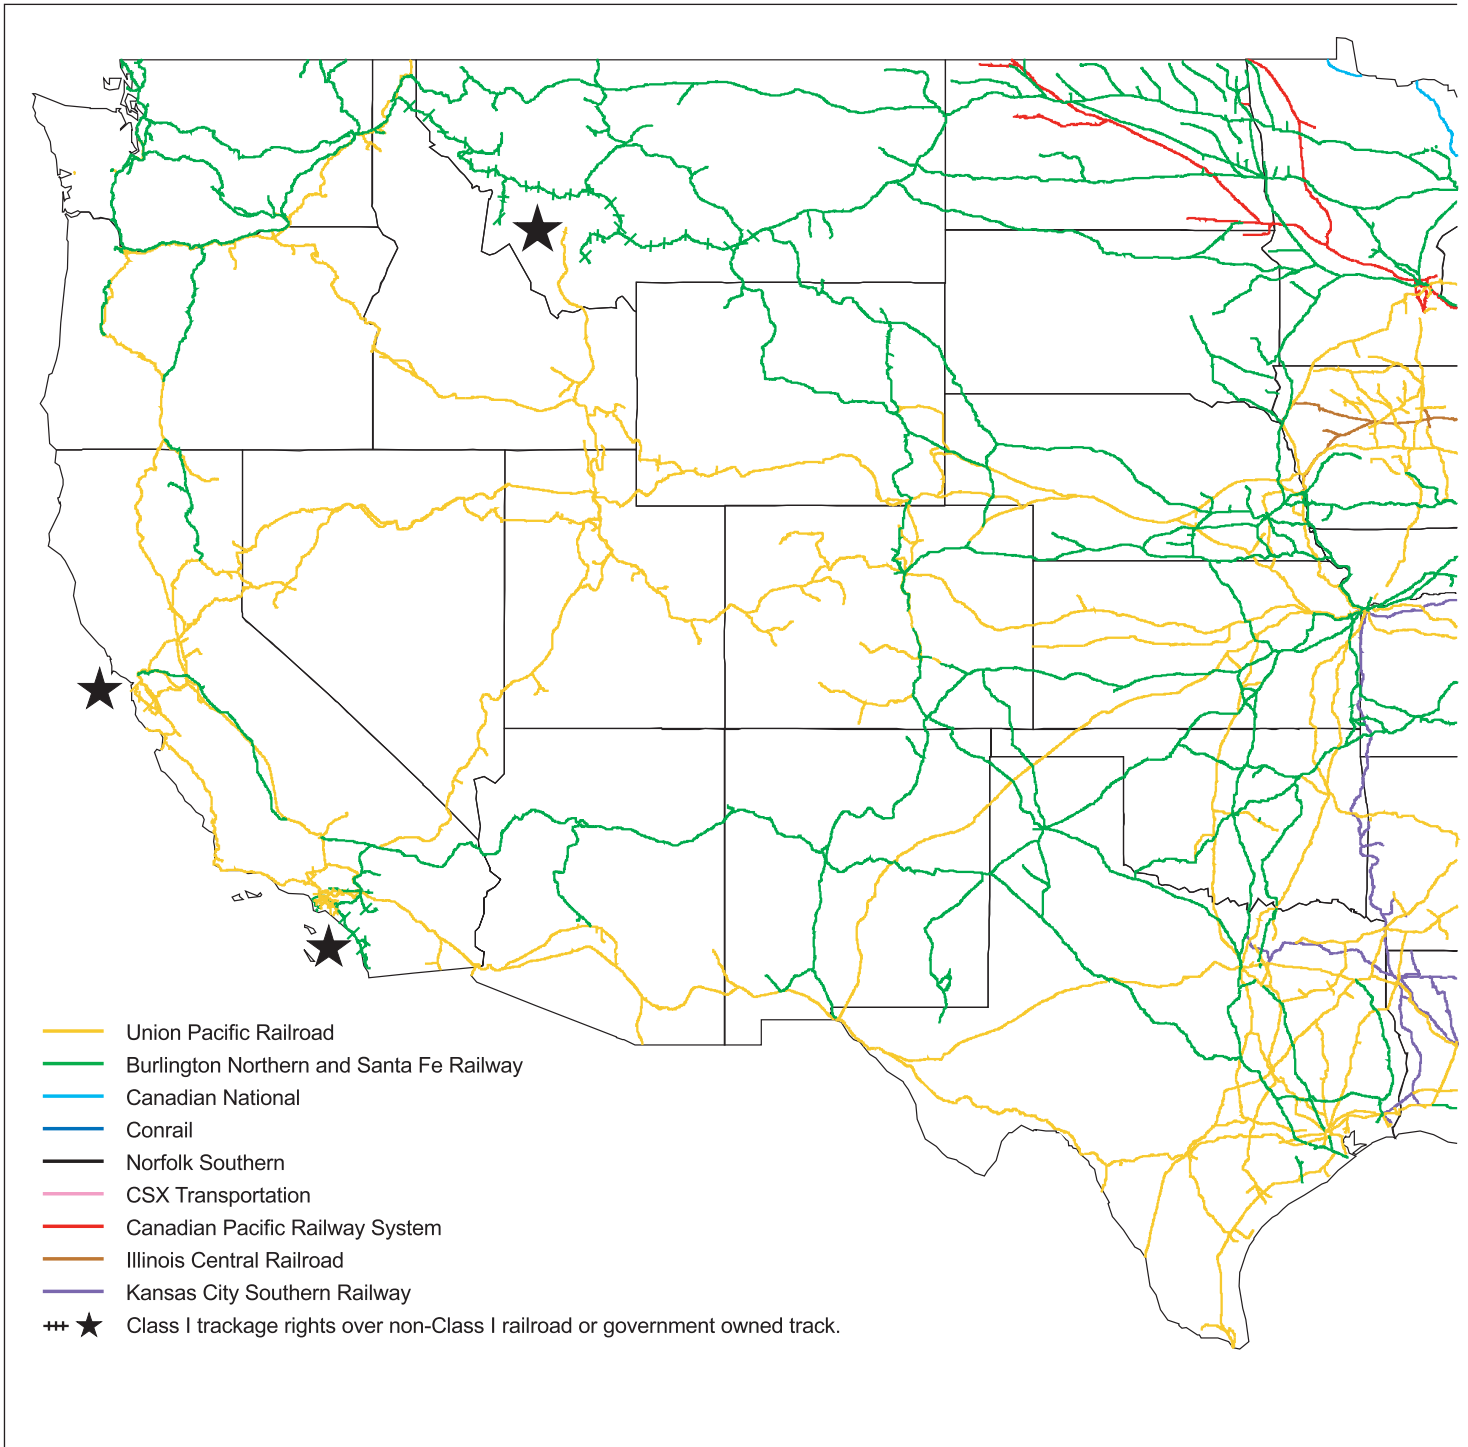 Union Pacific Railroad
Burlington Northern and Santa Fe Railway
Canadian National
Conrail
Norfolk Southern
CSX Transportation
Canadian Pacific Railway System
Illinois Central Railroad
Kansas City Southern Railway
Class I trackage rights over non-Class I railroad or government owned track.